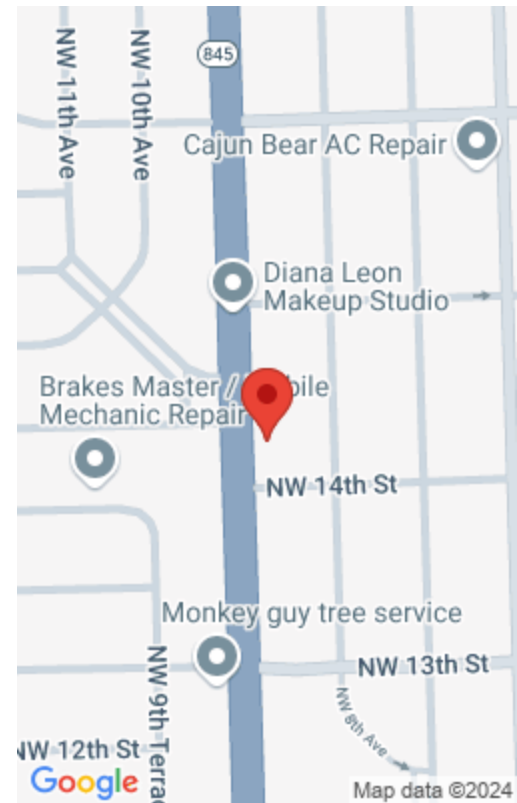 845
NW 11th Ave
NW 10th Ave
Cajun Bear AC Repair
Diana Leon
Makeup Studio
Brakes Master / bile
Mechanic Repair
NW 14th St
Monkey guy tree service
NW 13th St
NW 9th Terrac
NW 8th Ave
NW 12th St
Google
Map data ©2024